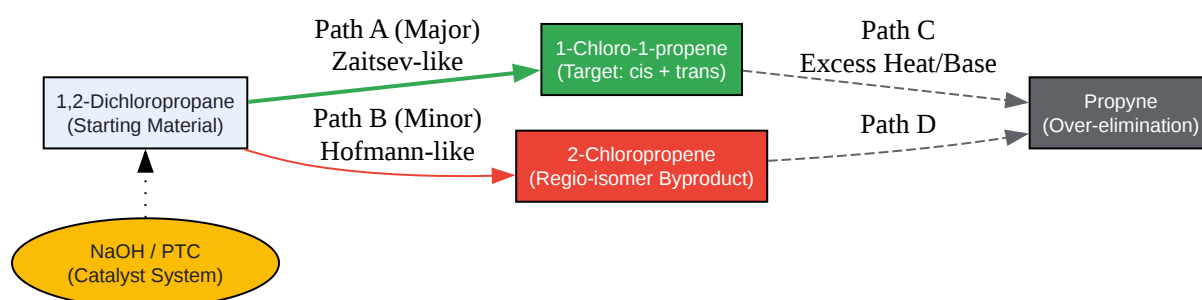 Path A (Major)
Zaitsev-like
1-Chloro-1-propene
(Target: cis + trans)
Path C
Excess Heat/Base
1,2-Dichloropropane
(Starting Material)
Propyne
(Over-elimination)
Path B (Minor)
Hofmann-like
2-Chloropropene
(Regio-isomer Byproduct)
Path D
NaOH / PTC
(Catalyst System)